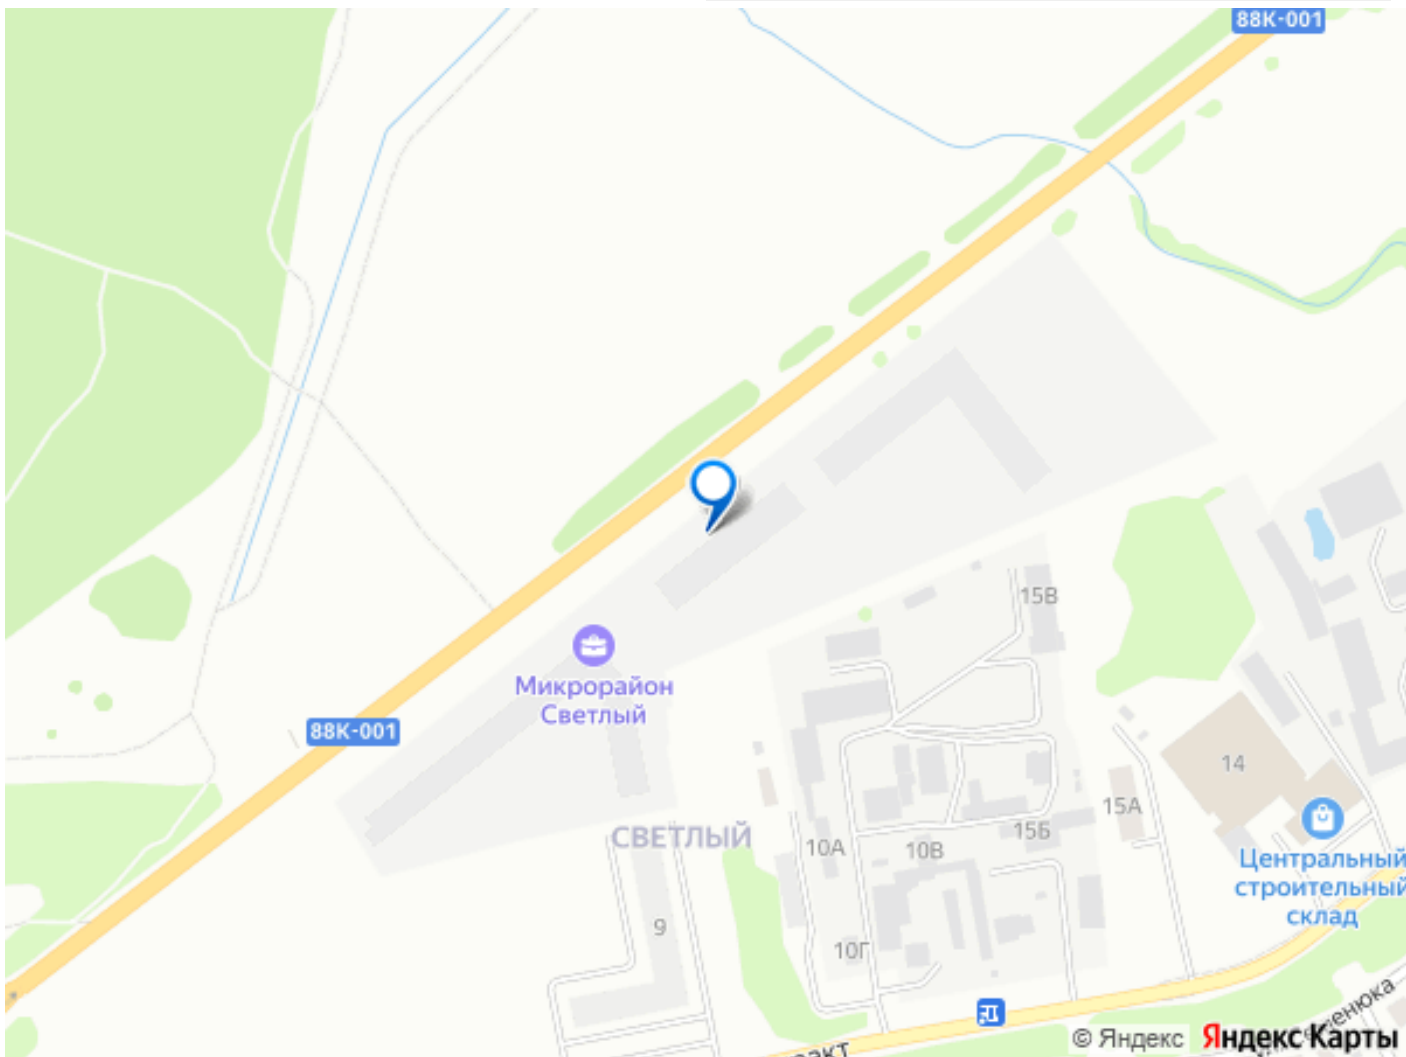 88К-001
15В
Микрорайон
Светлый
88К-001
14
15А
СВЕТЛЫЙ
15Б
10А
10В
Центральный
строительный
склад
9
10Г
© Яндекс
Яндекс Карты